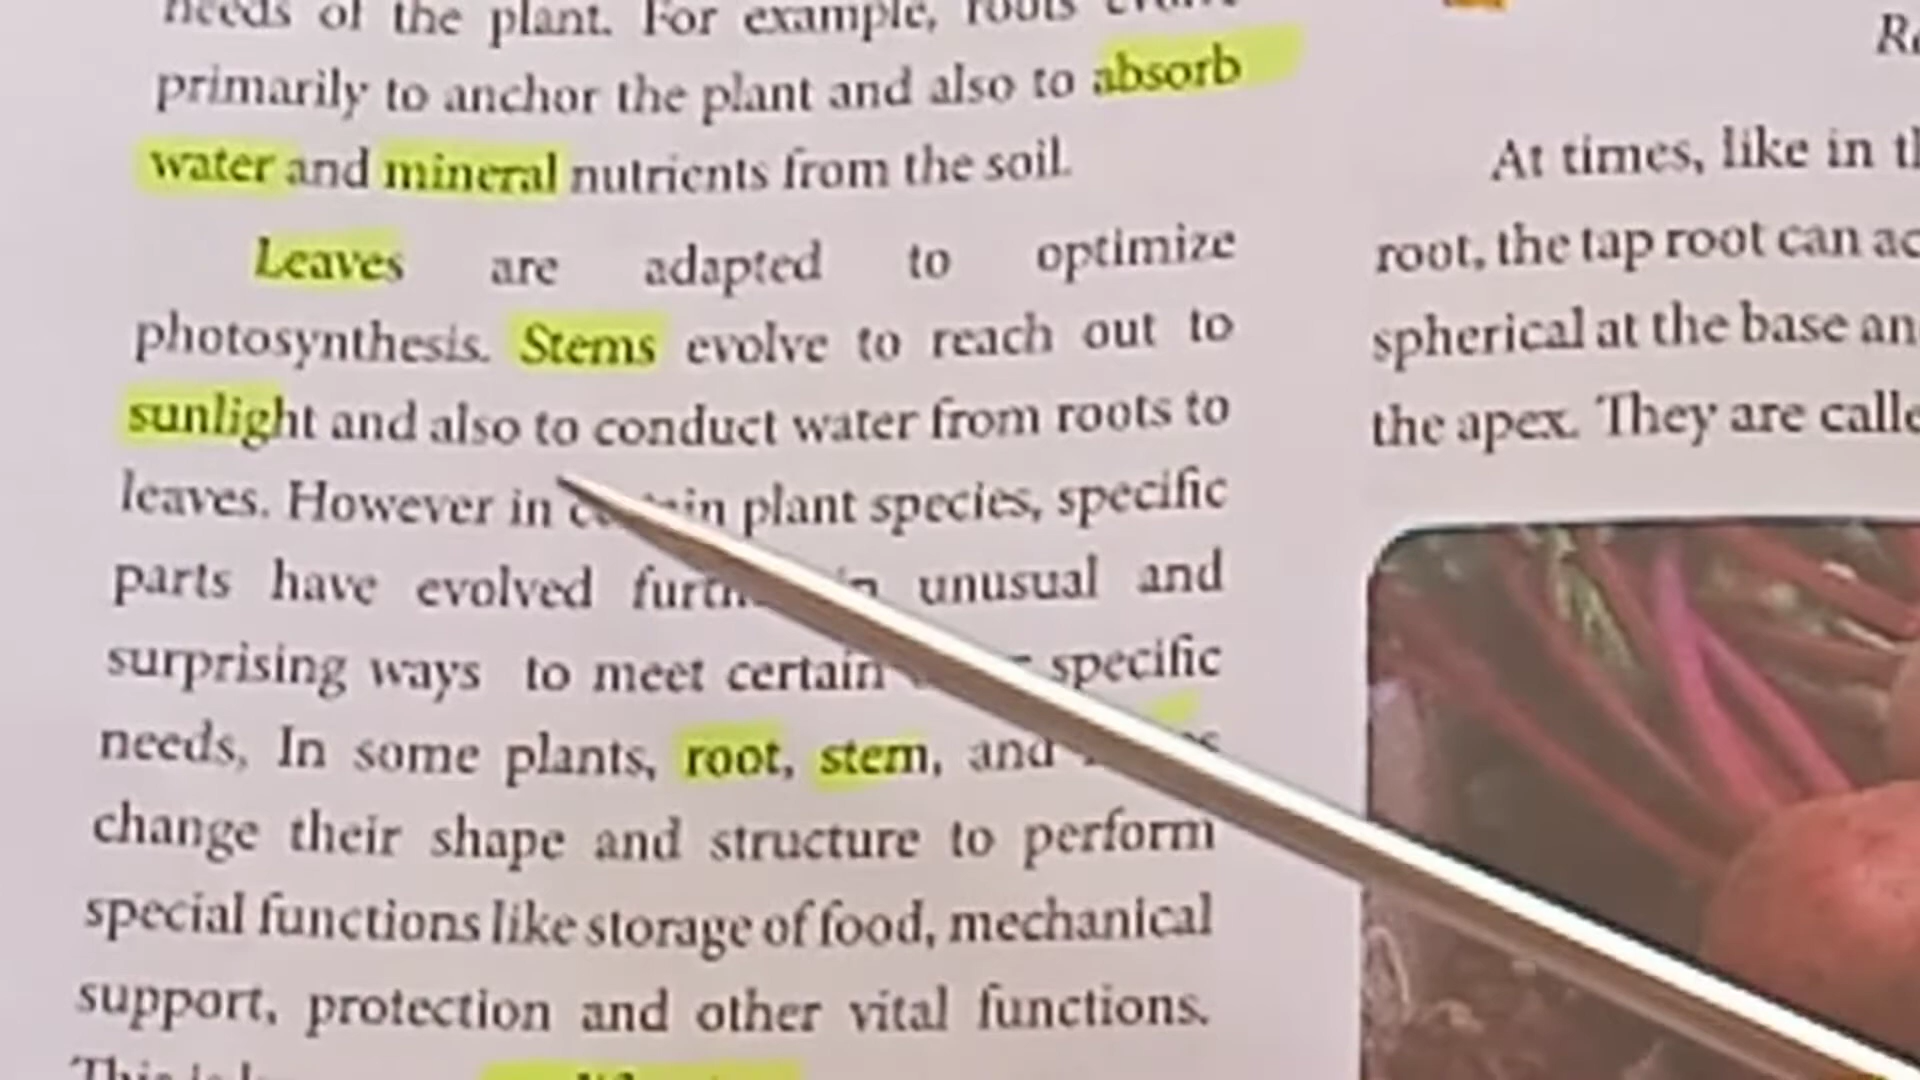 needs of the plant. For example, roots evolve
primarily to anchor the plant and also to absorb
water and mineral nutrients from the soil.
Leaves are adapted to optimize
photosynthesis. Stems evolve to reach out to
sunlight and also to conduct water from roots to
leaves. However in plant species, specific
parts have evolved unusual and
surprising ways to meet certain specific
needs, In some plants, root, stem, and
change their shape and structure to perform
special functions like storage of food, mechanical
support, protection and other vital functions.
This is
At times, like in
root, the tap root can
spherical at the base
the apex. They are